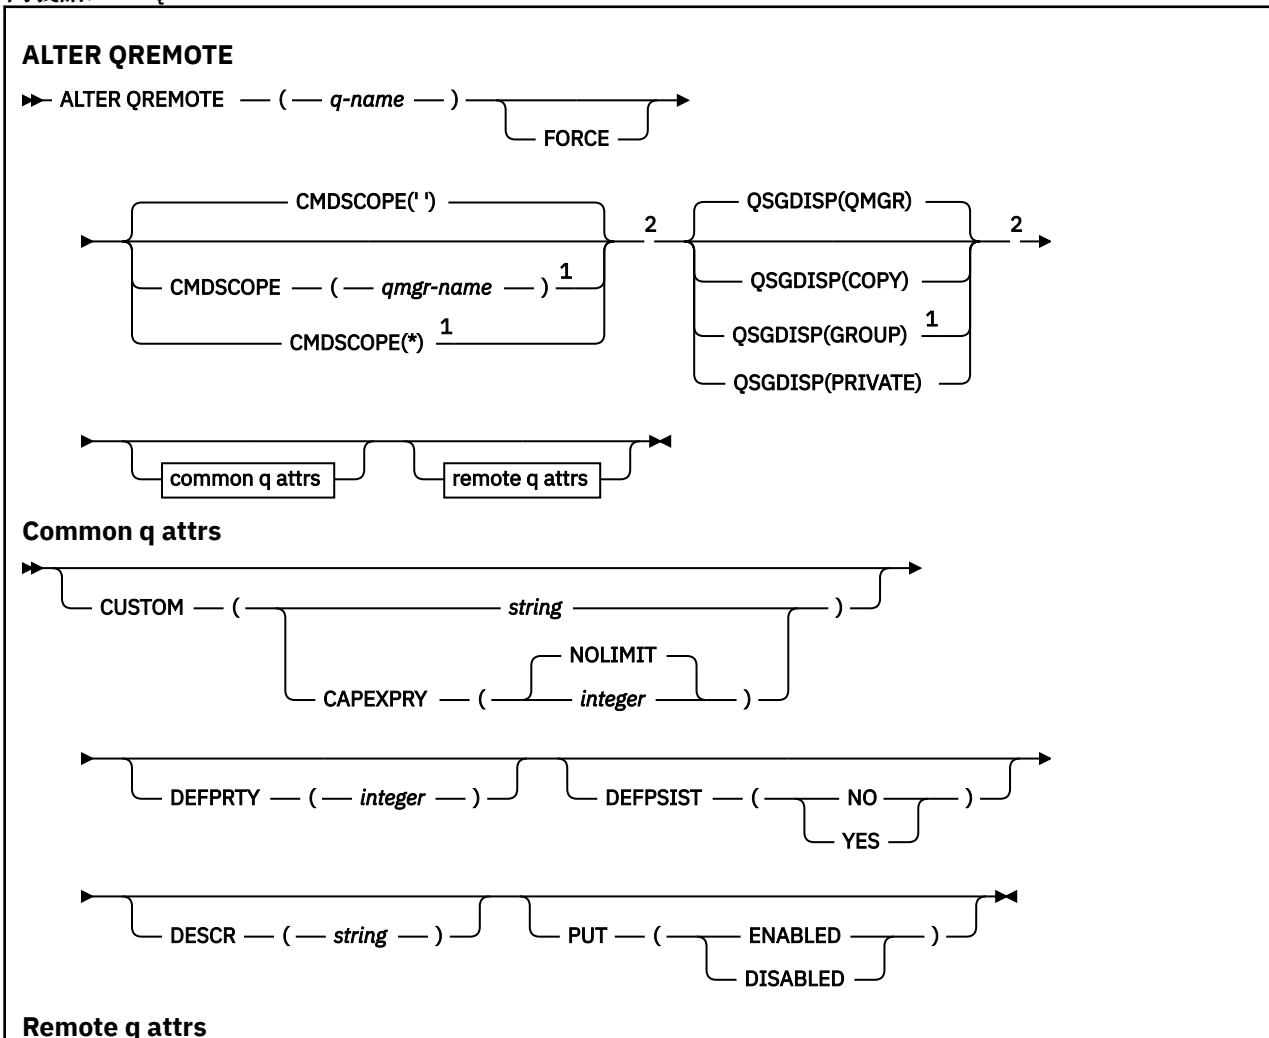 ALTER QREMOTE
ALTER QREMOTE ( q-name )
FORCE
CMDSCOPE(' ')
CMDSCOPE ( qmgr-name ) 1
CMDSCOPE(*) 1
2
QSGDISP(QMGR)
QSGDISP(COPY)
QSGDISP(GROUP) 1
QSGDISP(PRIVATE)
2
common q attrs
remote q attrs
Common q attrs
CUSTOM ( string )
CAPEXPRY ( NOLIMIT
integer )
DEFPRTY ( integer )
DEFPSIST ( NO )
YES
DESCR ( string )
PUT ( ENABLED )
DISABLED
Remote q attrs